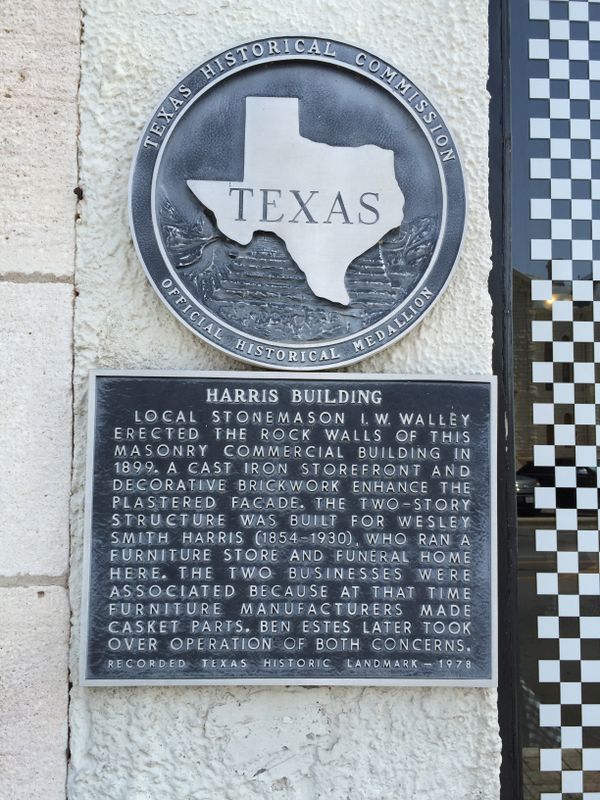 TEXAS HISTORICAL COMMISSION
TEXAS
OFFICIAL HISTORICAL MEDALLION
HARRIS BUILDING
LOCAL STONEMASON I.W. WALLEY
ERECTED THE ROCK WALLS OF THIS
MASONRY COMMERCIAL BUILDING IN
1899. A CAST IRON STOREFRONT AND
DECORATIVE BRICKWORK ENHANCE THE
PLASTERED FACADE. THE TWO-STORY
STRUCTURE WAS BUILT FOR WESLEY
SMITH HARRIS (1854-1930), WHO RAN A
FURNITURE STORE AND FUNERAL HOME
HERE. THE TWO BUSINESSES WERE
ASSOCIATED BECAUSE AT THAT TIME
FURNITURE MANUFACTURERS MADE
CASKET PARTS. BEN ESTES LATER TOOK
OVER OPERATION OF BOTH CONCERNS.
RECORDED TEXAS HISTORIC LANDMARK – 1978